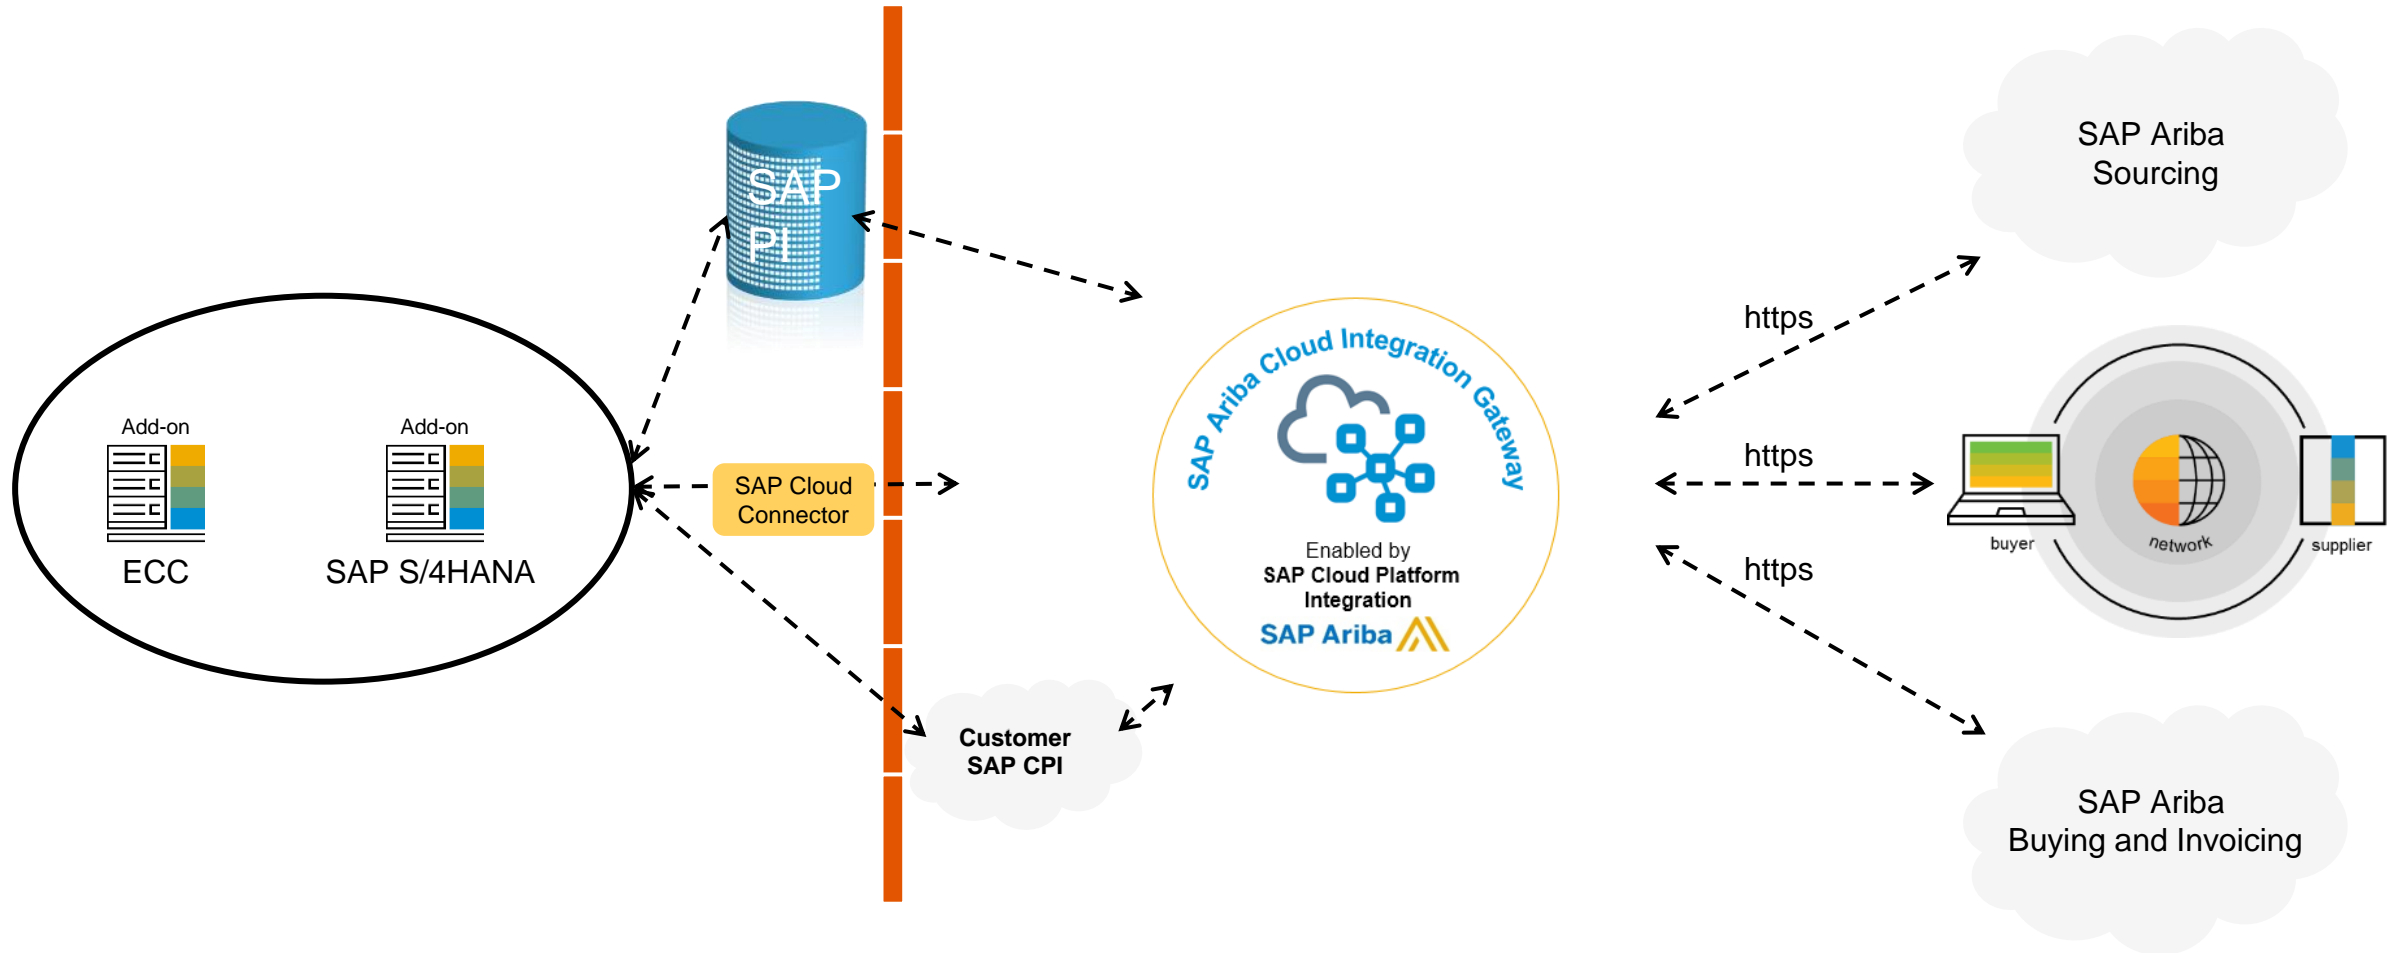 SAP
PI
Add-on
ECC
Add-on
SAP S/4HANA
SAP Cloud
Connector
Customer
SAP CPI
SAP Ariba Cloud Integration Gateway
Enabled by
SAP Cloud Platform
Integration
SAP Ariba
https
https
https
SAP Ariba
Sourcing
buyer
network
supplier
SAP Ariba
Buying and Invoicing